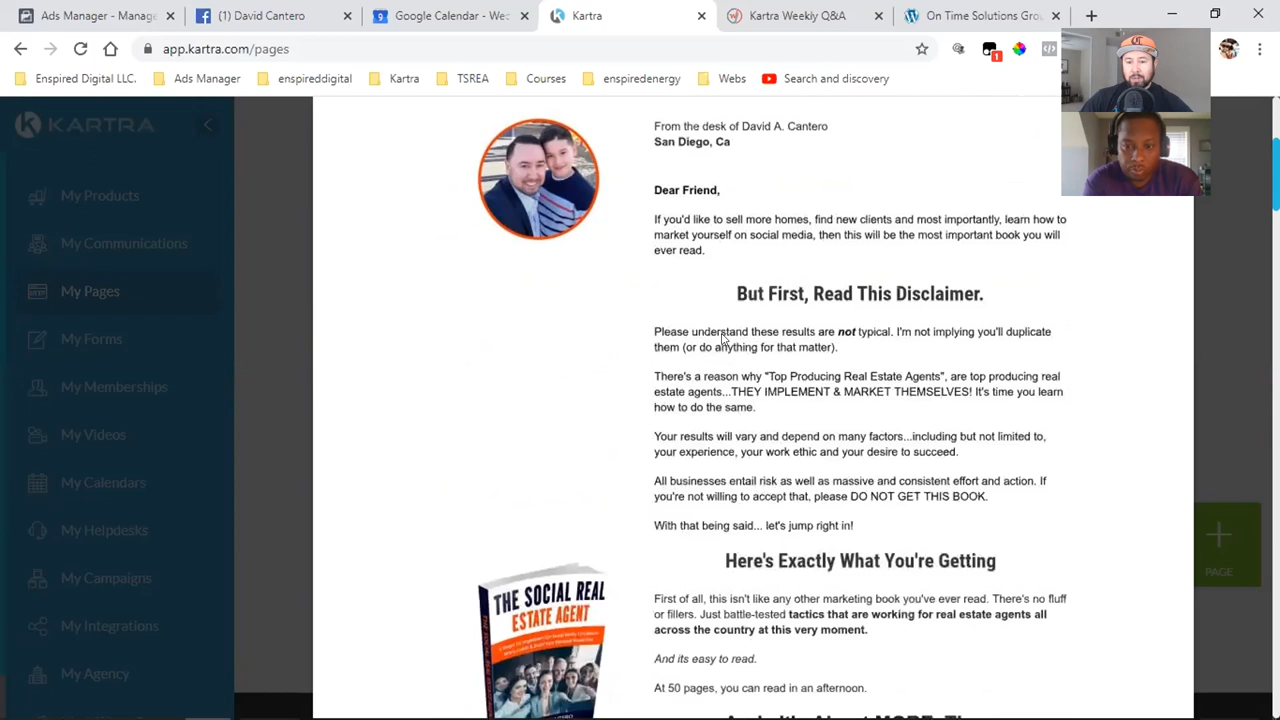 Ads Manager - Manage
(1) David Cantero
Google Calendar - We
Kartra
Kartra Weekly Q&A
On Time Solutions Grou
app.kartra.com/pages
1
Enspired Digital LLC.
Ads Manager
enspireddigital
Kartra
TSREA
Courses
enspiredenergy
Webs
Search and discovery
KARTRA
My Products
My Communications
My Pages
My Forms
My Memberships
My Videos
My Calendars
My Helpdesks
My Campaigns
My Integrations
My Agency
From the desk of David A. Cantero
San Diego, Ca
Dear Friend,
If you'd like to sell more homes, find new clients and most importantly, learn how to
market yourself on social media, then this will be the most important book you will
ever read.
But First, Read This Disclaimer.
Please understand these results are not typical. I'm not implying you'll duplicate
them (or do anything for that matter).
There's a reason why "Top Producing Real Estate Agents", are top producing real
estate agents...THEY IMPLEMENT & MARKET THEMSELVES! It's time you learn
how to do the same.
Your results will vary and depend on many factors...including but not limited to,
your experience, your work ethic and your desire to succeed.
All businesses entail risk as well as massive and consistent effort and action. If
you're not willing to accept that, please DO NOT GET THIS BOOK.
With that being said... let's jump right in!
Here's Exactly What You're Getting
THE SOCIAL REAL
ESTATE AGENT
First of all, this isn't like any other marketing book you've ever read. There's no fluff
or fillers. Just battle-tested tactics that are working for real estate agents all
across the country at this very moment.
And its easy to read.
At 50 pages, you can read in an afternoon.
PAGE